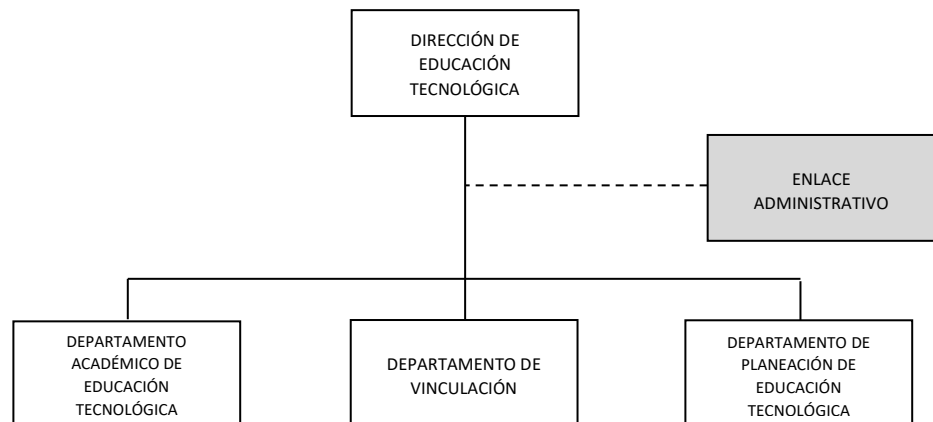 DIRECCIÓN DE
EDUCACIÓN
TECNOLÓGICA
ENLACE
ADMINISTRATIVO
DEPARTAMENTO
ACADÉMICO DE
EDUCACIÓN
TECNOLÓGICA
DEPARTAMENTO DE
VINCULACIÓN
DEPARTAMENTO DE
PLANEACIÓN DE
EDUCACIÓN
TECNOLÓGICA